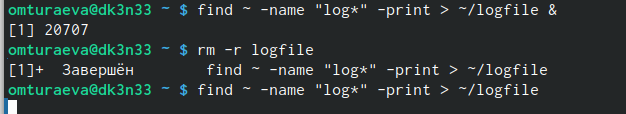 omturaeva@dk3n33 ~ $ find ~ -name "log*" -print > ~/logfile &
[1] 20707
omturaeva@dk3n33 ~ $ rm -r logfile
[1]+  Завершён        find ~ -name "log*" -print > ~/logfile
omturaeva@dk3n33 ~ $ find ~ -name "log*" -print > ~/logfile